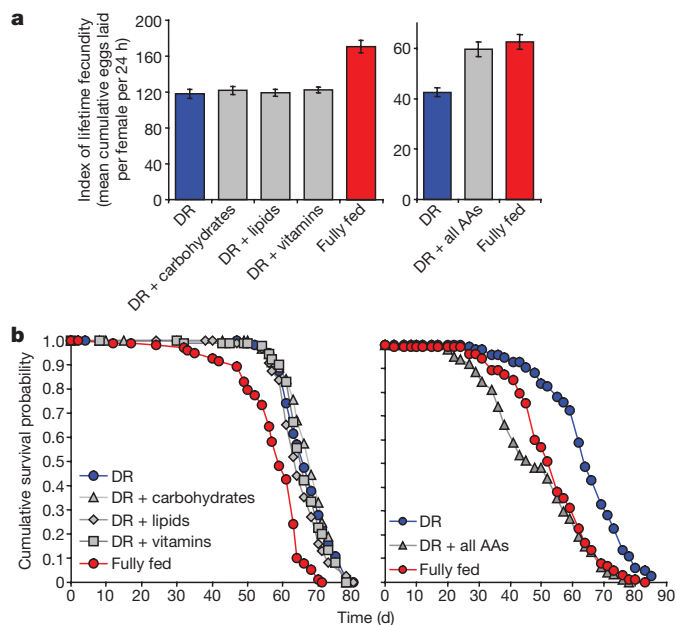 a
Index of lifetime fecundity
(mean cumulative eggs laid
per female per 24 h)
200
160
120
80
40
0
DR
DR + carbohydrates
DR + lipids
DR + vitamins
Fully fed
60
40
20
0
DR
DR + all AAs
Fully fed
b
Cumulative survival probability
1.0
0.9
0.8
0.7
0.6
0.5
0.4
0.3
0.2
0.1
0
DR
DR + carbohydrates
DR + lipids
DR + vitamins
Fully fed
0 20 40 60 80
DR
DR + all AAs
Fully fed
0 10 20 30 40 50 60 70 80 90
Time (d)